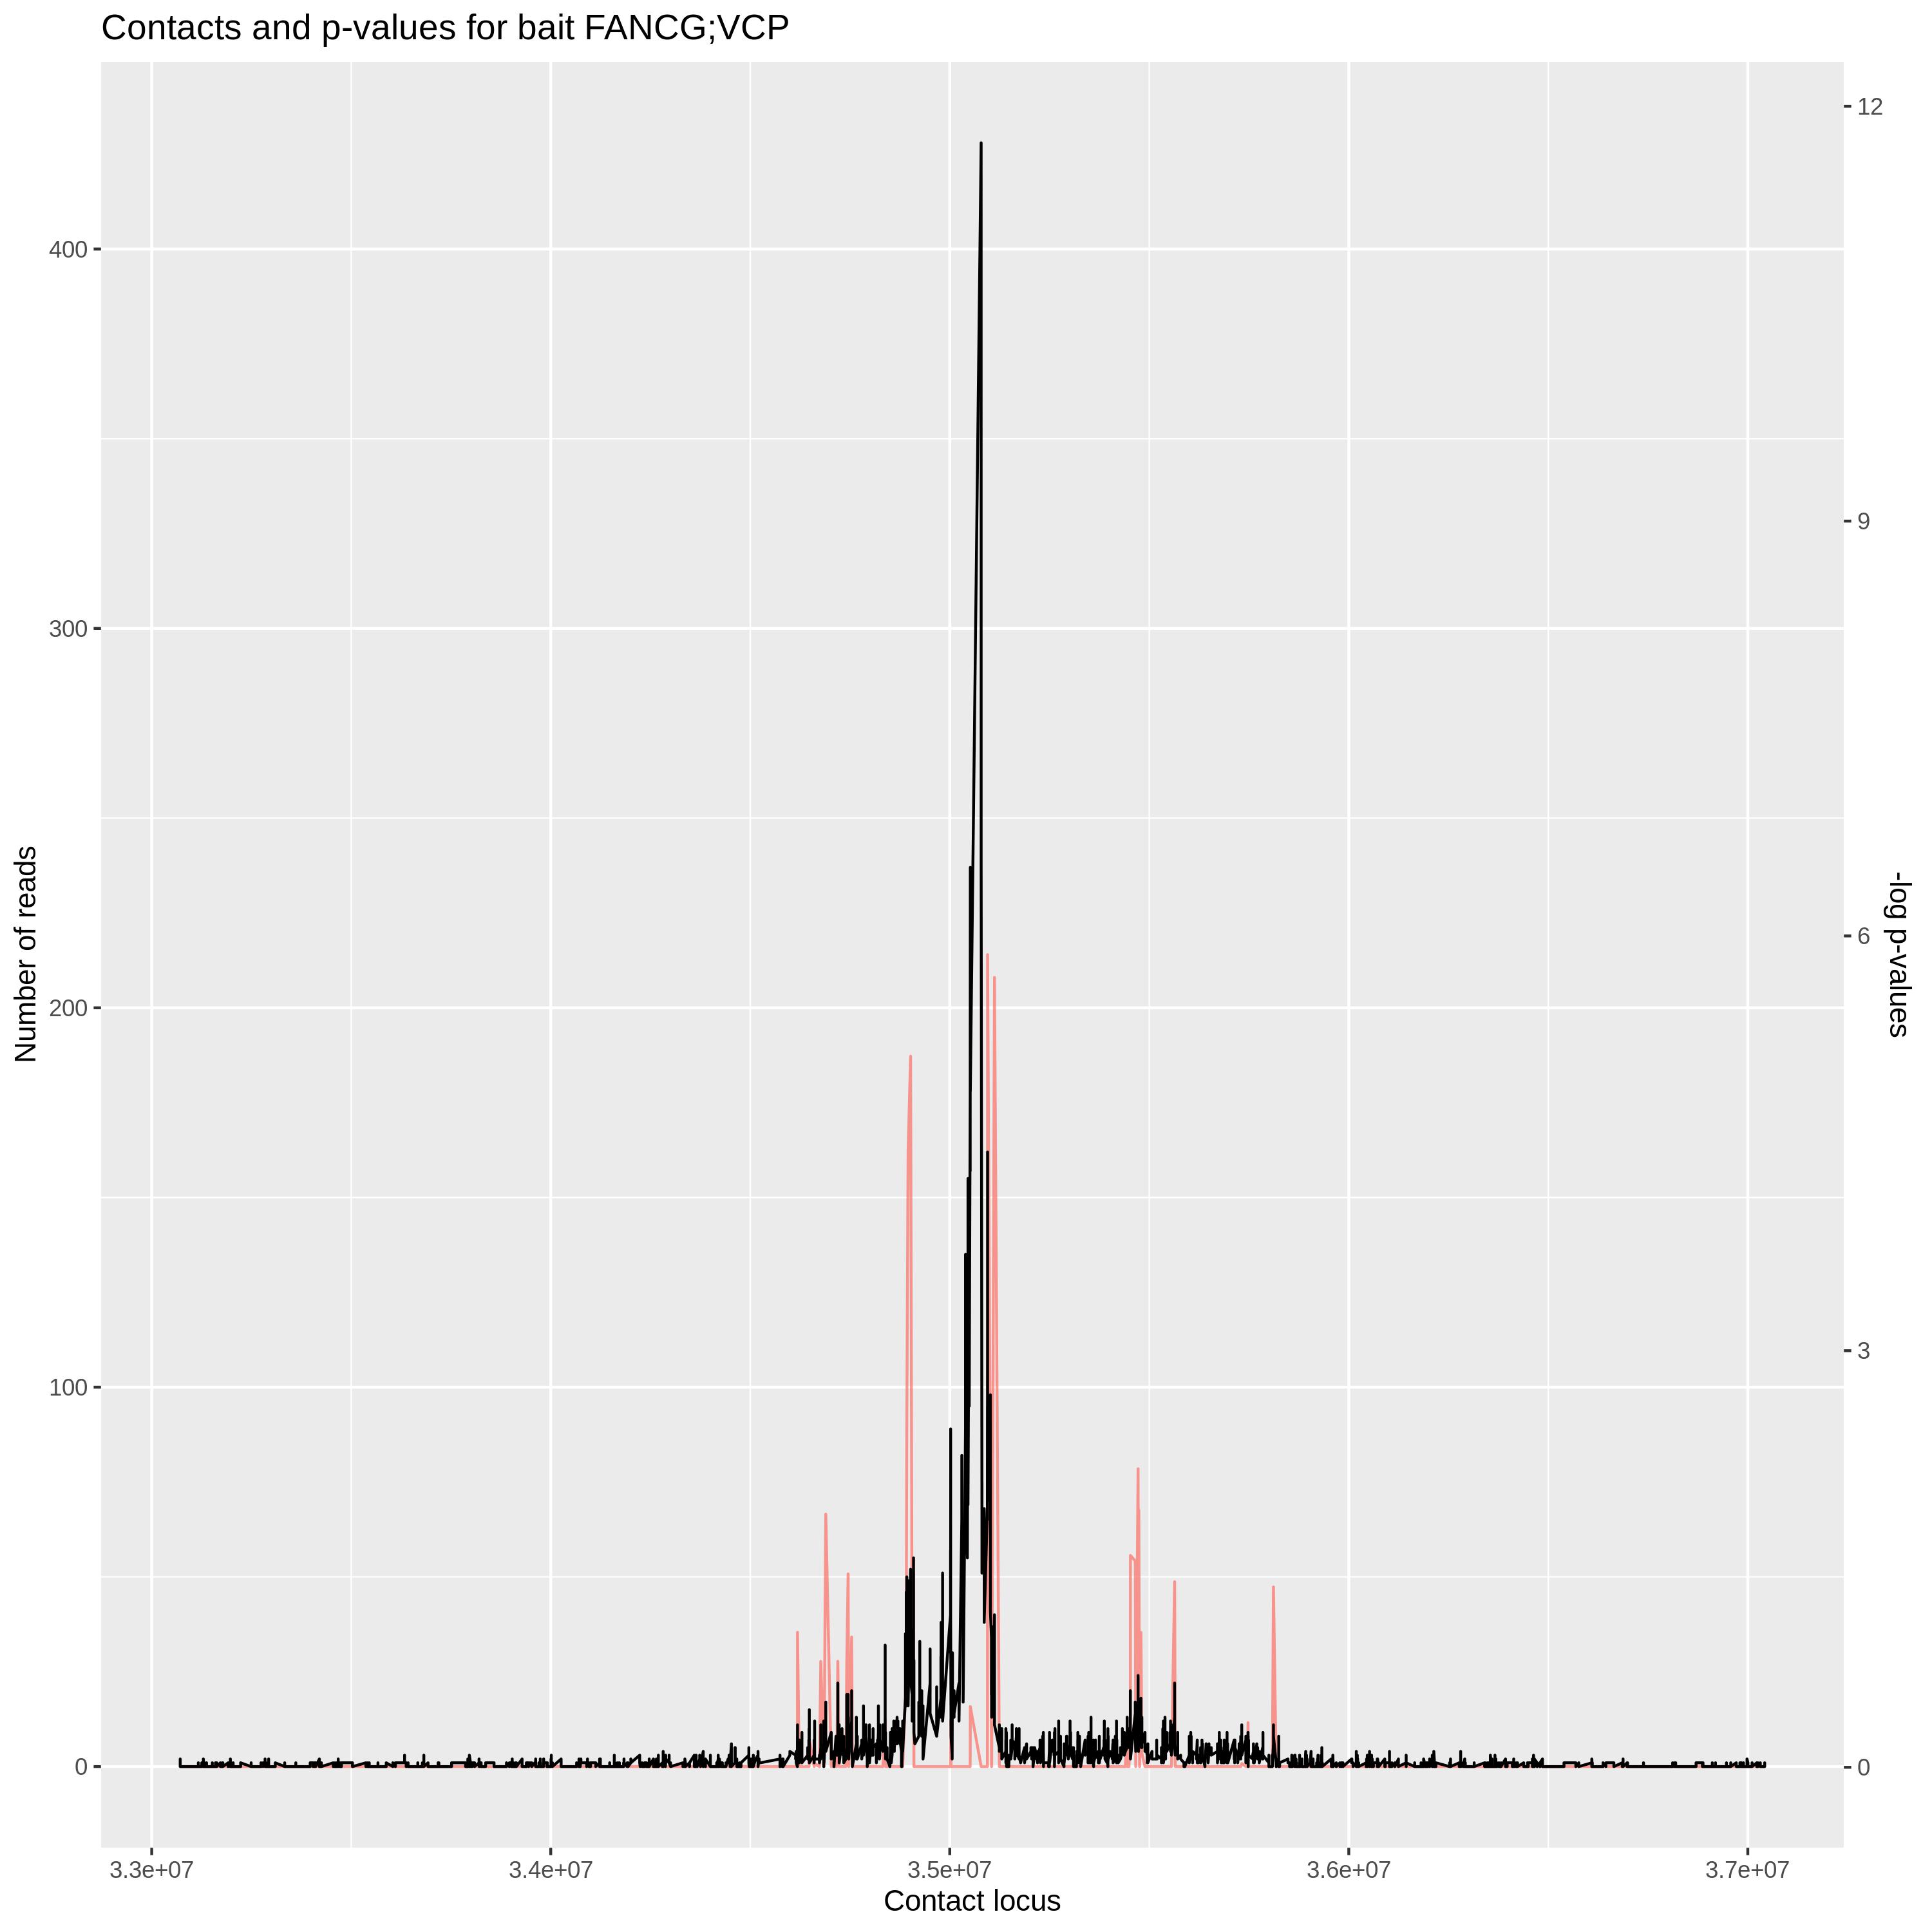 Contacts and p-values for bait FANCG;VCP
400
300
200
100
0
Number of reads
12
9
6
3
0
-log p-values
3.3e+07
3.4e+07
3.5e+07
3.6e+07
3.7e+07
Contact locus